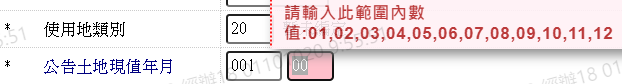 請輸入此範圍內數
值:01,02,03,04,05,06,07,08,09,10,11,12
* 使用地類別 20
* 公告土地現值年月 001 00